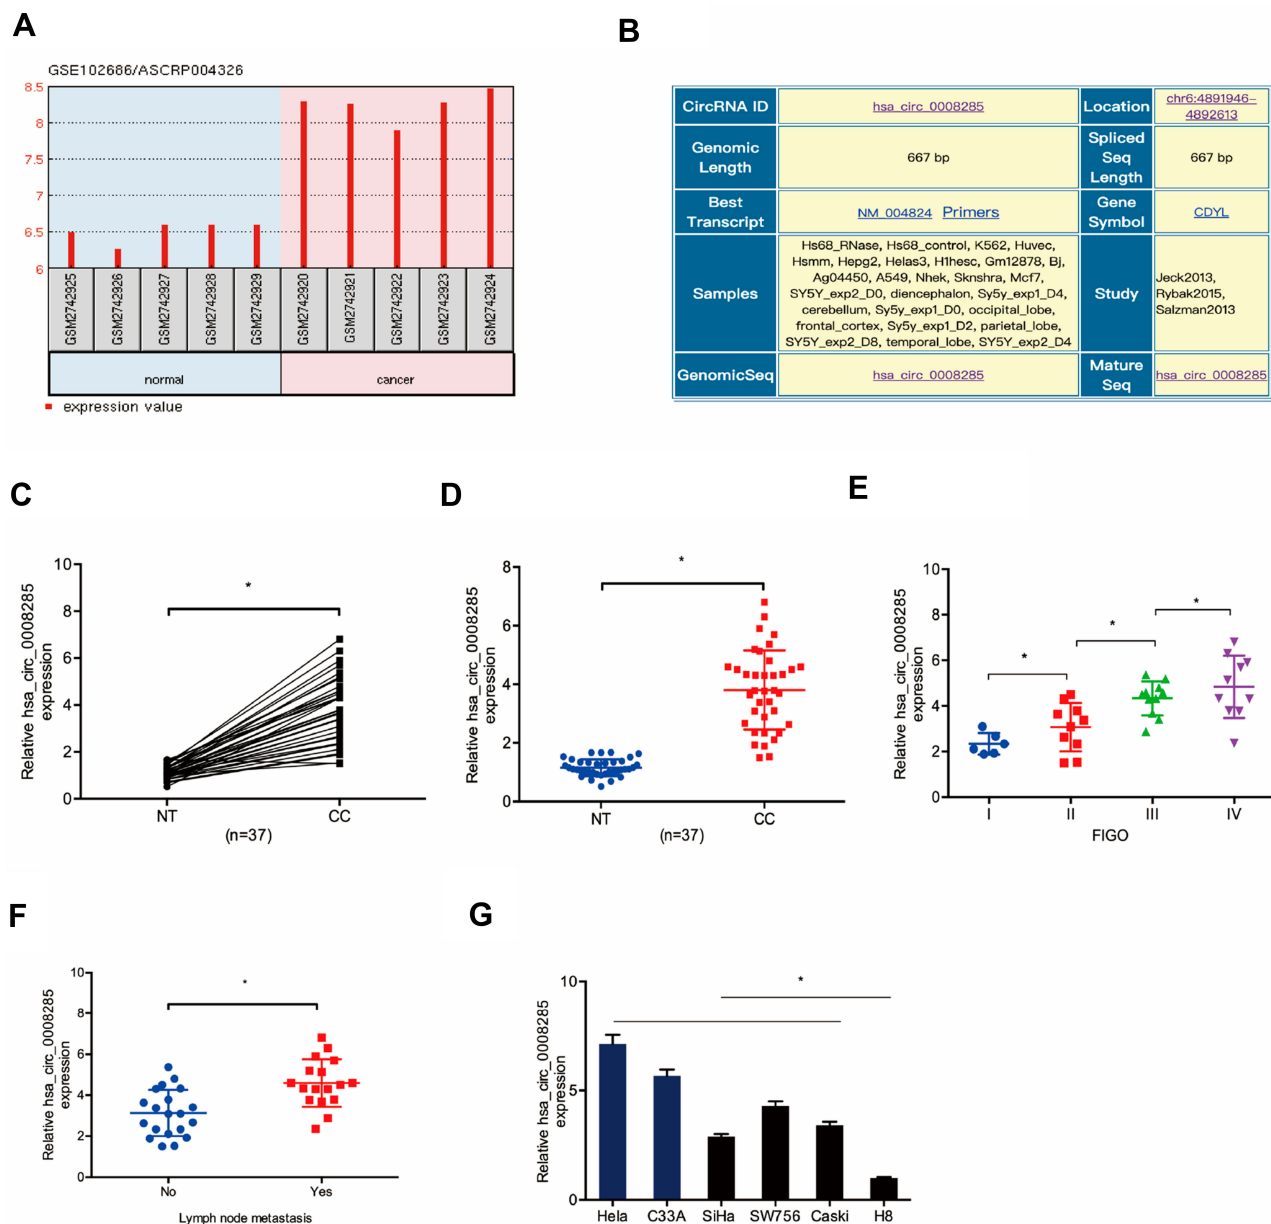 A
GSE102686/ASCRP004326
8.5
8
7.5
7
6.5
6
GSM2742925
GSM2742926
GSM2742927
GSM2742928
GSM2742929
GSM2742920
GSM2742921
GSM2742922
GSM2742923
GSM2742924
normal
cancer
expression value
B
CircRNA ID
hsa_circ_0008285
Location
chr6:4891946-
4892613
Genomic
Length
667 bp
Spliced
Seq
Length
667 bp
Best
Transcript
NM_004824 Primers
Gene
Symbol
CDYL
Samples
Hs68_RNase, Hs68_control, K562, Huvec,
Hsmm, Hepg2, Helas3, H1hesc, Gm12878, Bj,
Ag04450, A549, Nhek, Sknshra, Mcf7,
SY5Y_exp2_D0, diencephalon, Sy5y_exp1_D4,
cerebellum, Sy5y_exp1_D0, occipital_lobe,
frontal_cortex, Sy5y_exp1_D2, parietal_lobe,
SY5Y_exp2_D8, temporal_lobe, SY5Y_exp2_D4
Study
Jeck2013,
Rybak2015,
Salzman2013
GenomicSeq
hsa_circ_0008285
Mature
Seq
hsa_circ_0008285
C
Relative hsa_circ_0008285
expression
10
8
6
4
2
0
*
NT
CC
(n=37)
D
Relative hsa_circ_0008285
expression
8
6
4
2
0
*
NT
CC
(n=37)
E
Relative hsa_circ_0008285
expression
10
8
6
4
2
0
*
*
*
I
II
III
IV
FIGO
F
Relative hsa_circ_0008285
expression
10
8
6
4
2
0
*
No
Yes
Lymph node metastasis
G
Relative hsa_circ_0008285
expression
10
5
0
*
Hela
C33A
SiHa
SW756
Caski
H8